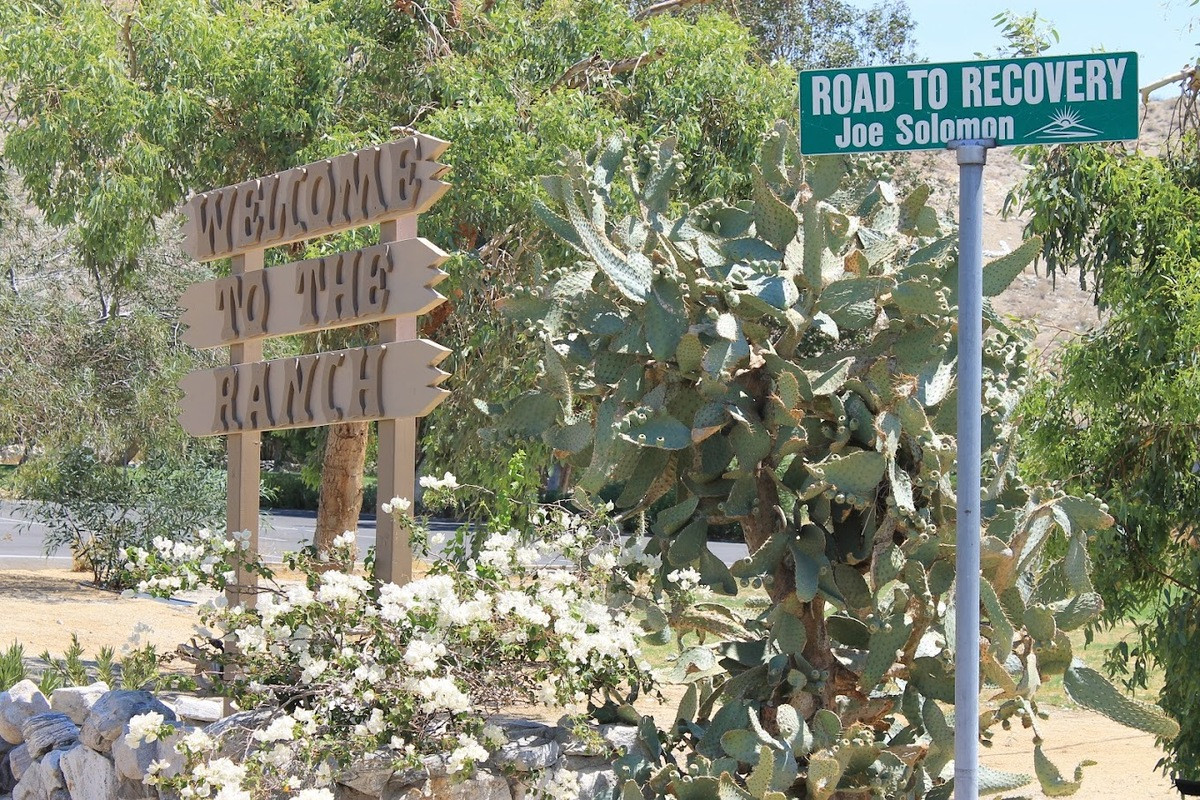 WELCOME
TO THE
RANCH
ROAD TO RECOVERY
Joe Solomon